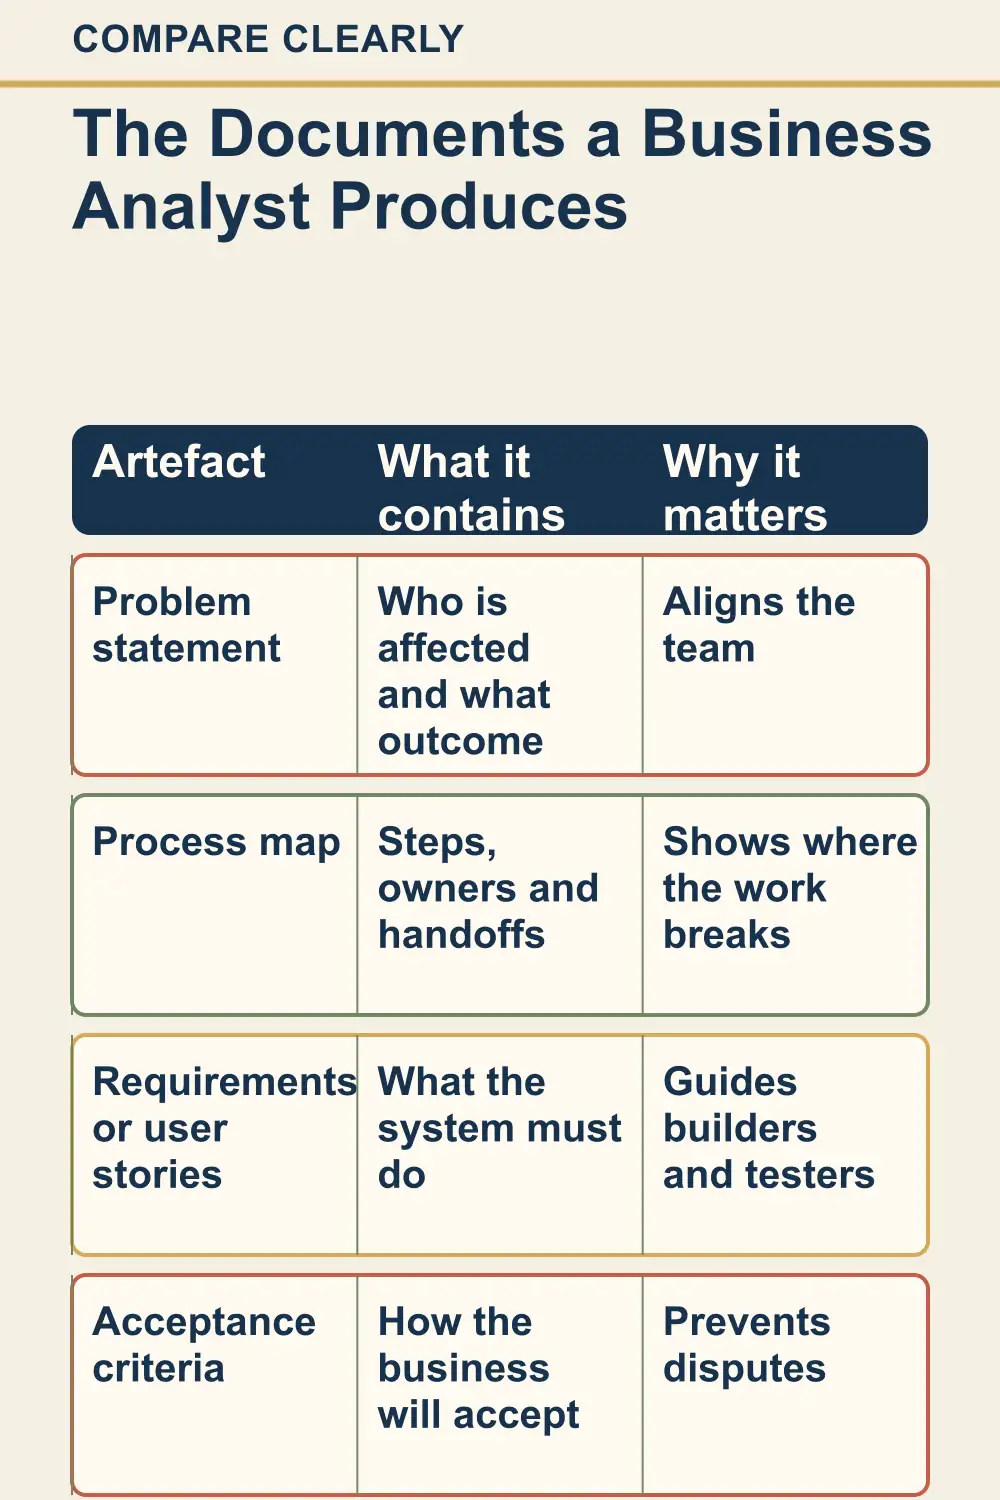 COMPARE CLEARLY
The Documents a Business
Analyst Produces
Artefact
What it
contains
Why it
matters
Problem
statement
Who is
affected
and what
outcome
Aligns the
team
Process map
Steps,
owners and
handoffs
Shows where
the work
breaks
Requirements
or user
stories
What the
system must
do
Guides
builders
and testers
Acceptance
criteria
How the
business
will accept
Prevents
disputes